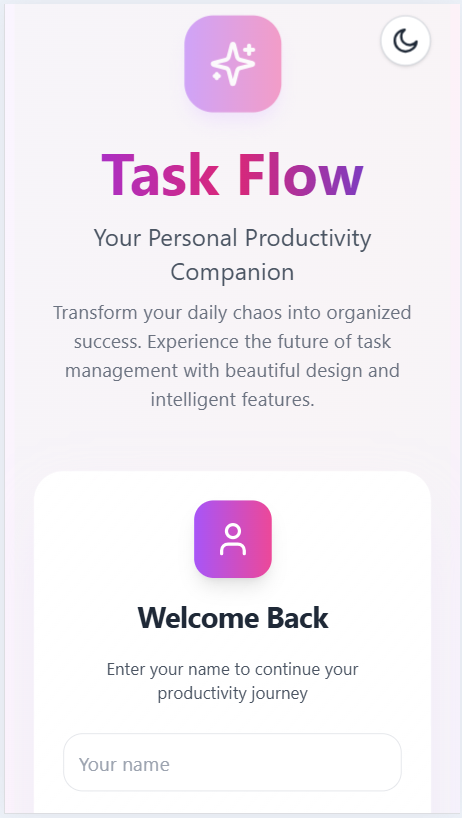 Task Flow
Your Personal Productivity
Companion
Transform your daily chaos into organized
success. Experience the future of task
management with beautiful design and
intelligent features.
Welcome Back
Enter your name to continue your
productivity journey
Your name